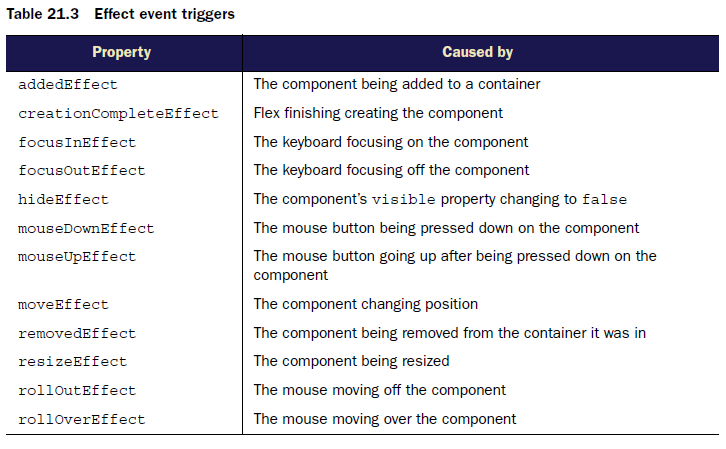 Table 21.3 Effect event triggers
Property Caused by
addedEffect The component being added to a container
creationCompleteEffect Flex finishing creating the component
focusInEffect The keyboard focusing on the component
focusOutEffect The keyboard focusing off the component
hideEffect The component’s visible property changing to false
mouseDownEffect The mouse button being pressed down on the component
mouseUpEffect The mouse button going up after being pressed down on the
component
moveEffect The component changing position
removedEffect The component being removed from the container it was in
resizeEffect The component being resized
rollOutEffect The mouse moving off the component
rollOverEffect The mouse moving over the component